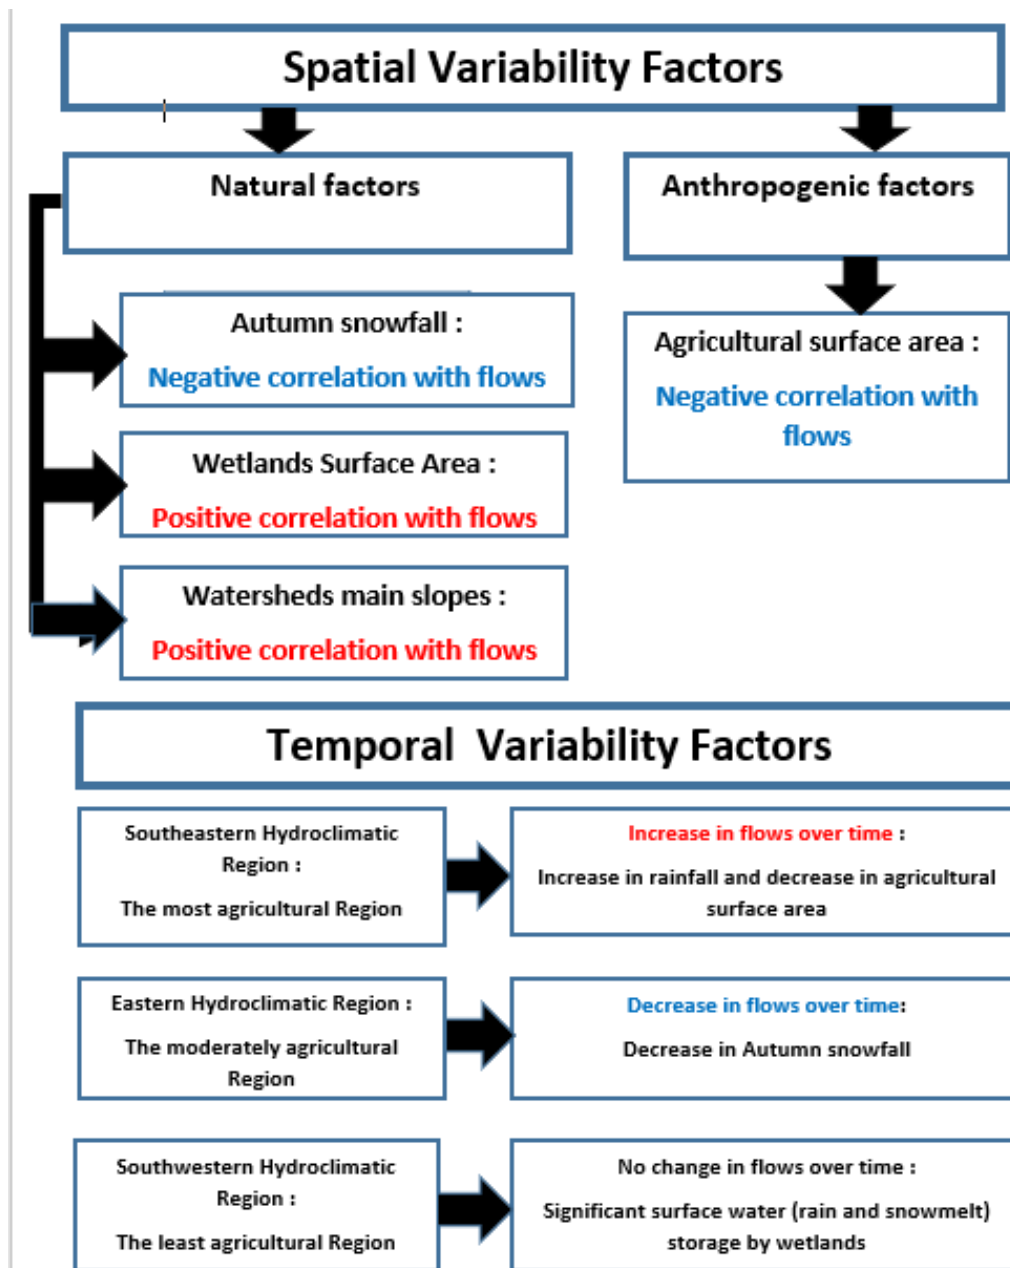 Spatial Variability Factors
Natural factors
Anthropogenic factors
Autumn snowfall :
Negative correlation with flows
Wetlands Surface Area :
Positive correlation with flows
Watersheds main slopes :
Positive correlation with flows
Agricultural surface area :
Negative correlation with
flows
Temporal  Variability Factors
Southeastern Hydroclimatic
Region :
The most agricultural Region
Increase in flows over time :
Increase in rainfall and decrease in agricultural
surface area
Eastern Hydroclimatic Region :
The moderately agricultural
Region
Decrease in flows over time:
Decrease in Autumn snowfall
Southwestern Hydroclimatic
Region :
The least agricultural Region
No change in flows over time :
Significant surface water (rain and snowmelt)
storage by wetlands